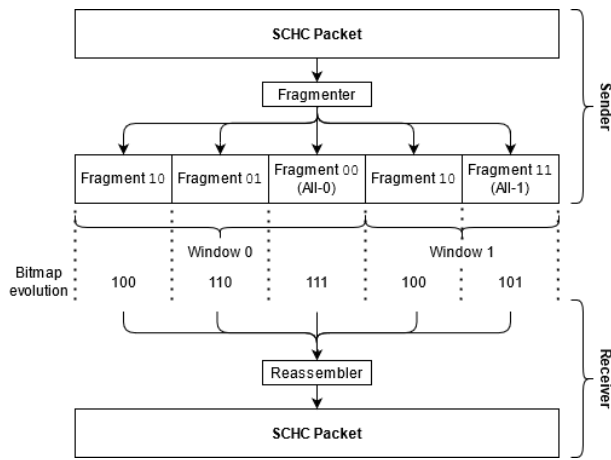 SCHC Packet
Fragmenter
Sender
Fragment 10
Fragment 01
Fragment 00
(All-0)
Fragment 10
Fragment 11
(All-1)
Window 0
Window 1
Bitmap
evolution
100
110
111
100
101
Reassembler
Receiver
SCHC Packet